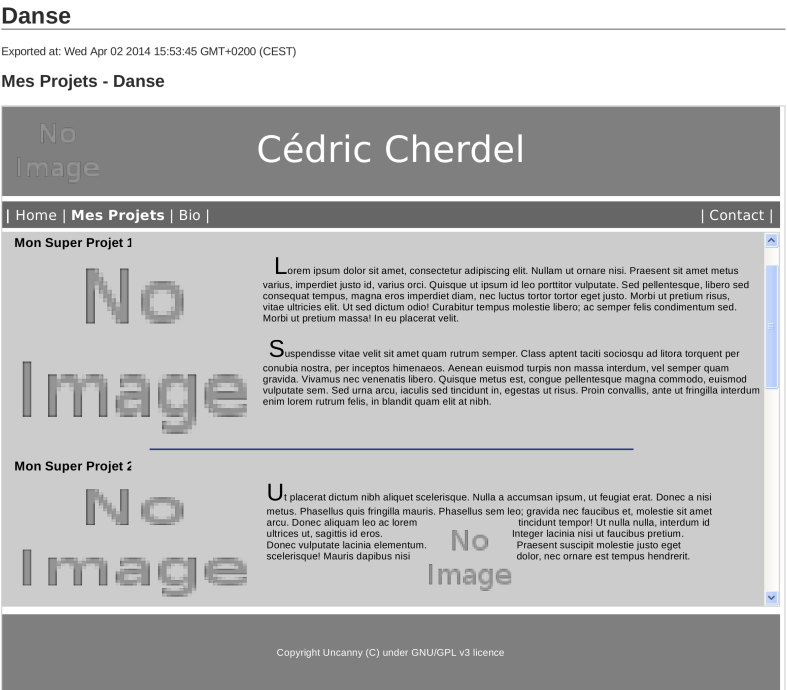 Danse
Exported at: Wed Apr 02 2014 15:53:45 GMT+0200 (CEST)
Mes Projets - Danse
No
Image
Cédric Cherdel
| Home | Mes Projets | Bio |
| Contact |
Mon Super Projet 1
No
Image
Lorem ipsum dolor sit amet, consectetur adipiscing elit. Nullam ut ornare nisi. Praesent sit amet metus
varius, imperdiet justo id, varius orci. Quisque ut ipsum id leo porttitor vulputate. Sed pellentesque, libero sed
consequat tempus, magna eros imperdiet diam, nec luctus tortor tortor eget justo. Morbi ut pretium risus,
vitae ultricies elit. Ut sed dictum odio! Curabitur tempus molestie libero; ac semper felis condimentum sed.
Morbi ut pretium massa! In eu placerat velit.
Suspendisse vitae velit sit amet quam rutrum semper. Class aptent taciti sociosqu ad litora torquent per
conubia nostra, per inceptos himenaeos. Aenean euismod turpis non massa interdum, vel semper quam
gravida. Vivamus nec venenatis libero. Quisque metus est, congue pellentesque magna commodo, euismod
vulputate sem. Sed urna arcu, iaculis sed tincidunt in, egestas ut risus. Proin convallis, ante ut fringilla interdum
enim lorem rutrum felis, in blandit quam elit at nibh.
Mon Super Projet 2
No
Image
Ut placerat dictum nibh aliquet scelerisque. Nulla a accumsan ipsum, ut feugiat erat. Donec a nisi
metus. Phasellus quis fringilla mauris. Phasellus sem leo; gravida nec faucibus et, molestie sit amet
arcu. Donec aliquam leo ac lorem
ultrices ut, sagittis id eros.
Donec vulputate lacinia elementum.
scelerisque! Mauris dapibus nisi
No
Image
tincidunt tempor! Ut nulla nulla, interdum id
Integer lacinia nisi ut faucibus pretium.
Praesent suscipit molestie justo eget
dolor, nec ornare est tempus hendrerit.
Copyright Uncanny (C) under GNU/GPL v3 licence